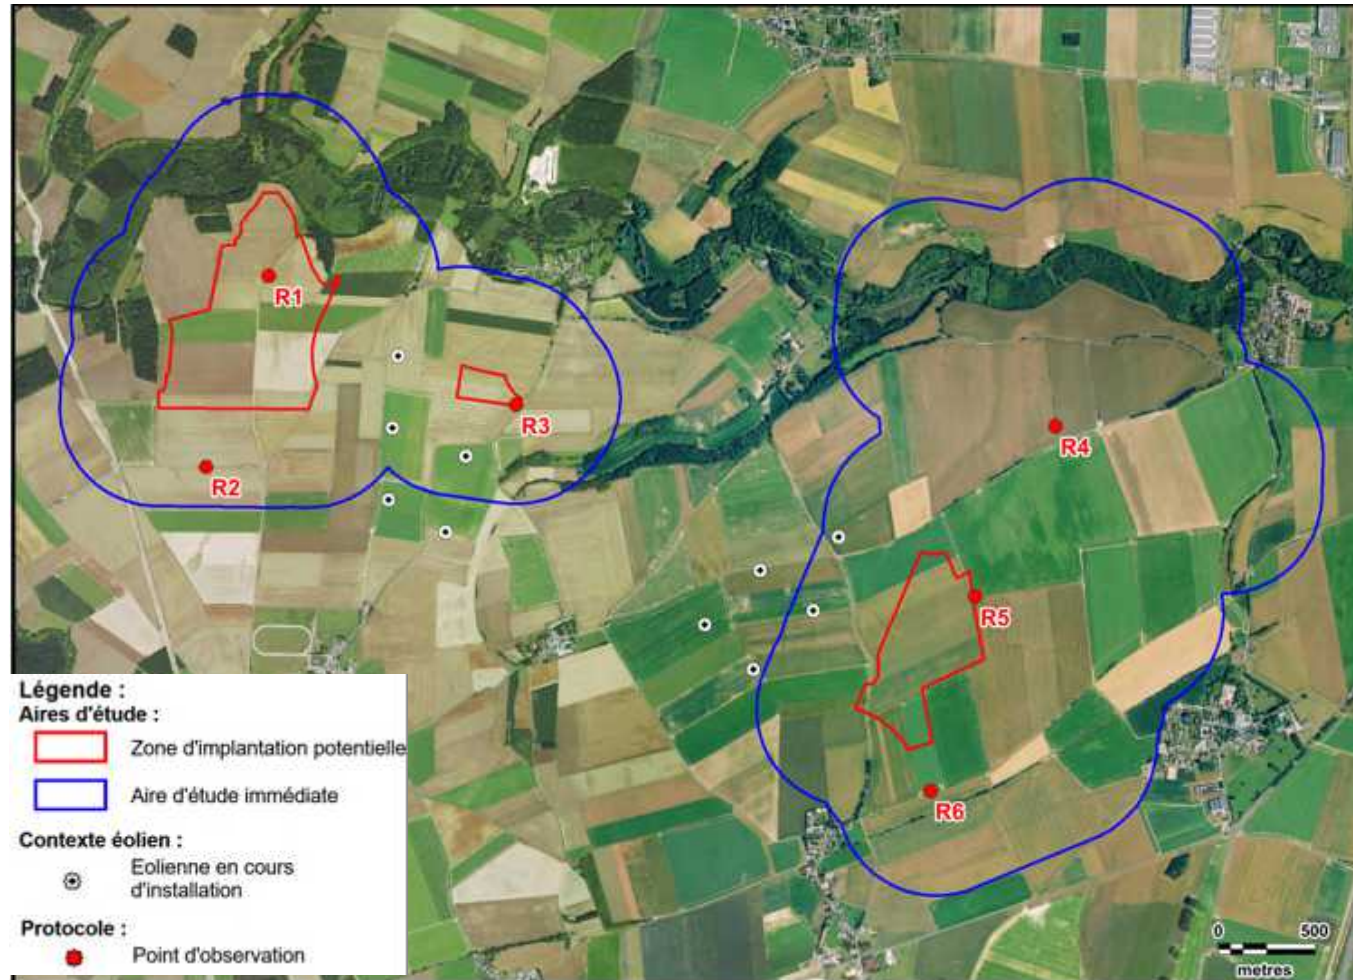 R1
R3
R4
R2
R5
R6
Légende :
Aires d'étude :
Zone d'implantation potentielle
Aire d'étude immédiate
Contexte éolien :
Eolienne en cours
d'installation
Protocole :
Point d'observation
0 500
metres